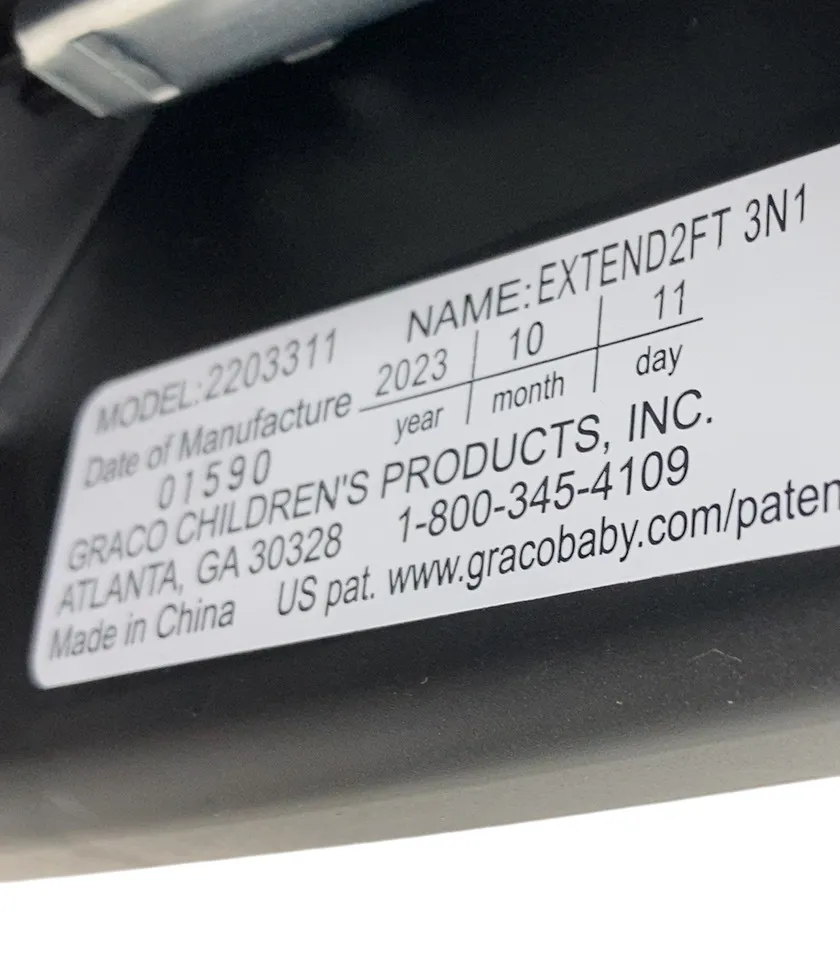 MODEL:2203311 NAME:EXTEND2FT 3N1
Date of Manufacture 2023 10 11
year month day
01590
GRACO CHILDREN'S PRODUCTS, INC.
ATLANTA, GA 30328 1-800-345-4109
Made in China US pat. www.gracobaby.com/paten